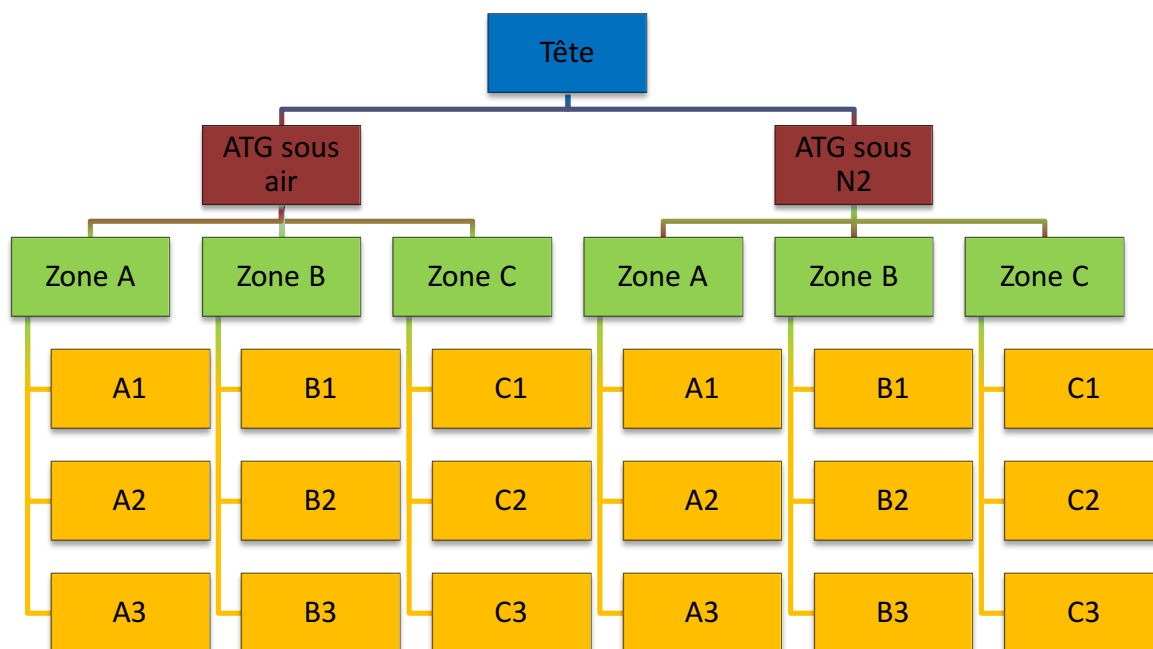 Tête
ATG sous
air
ATG sous
N2
Zone A
Zone B
Zone C
Zone A
Zone B
Zone C
A1
B1
C1
A1
B1
C1
A2
B2
C2
A2
B2
C2
A3
B3
C3
A3
B3
C3